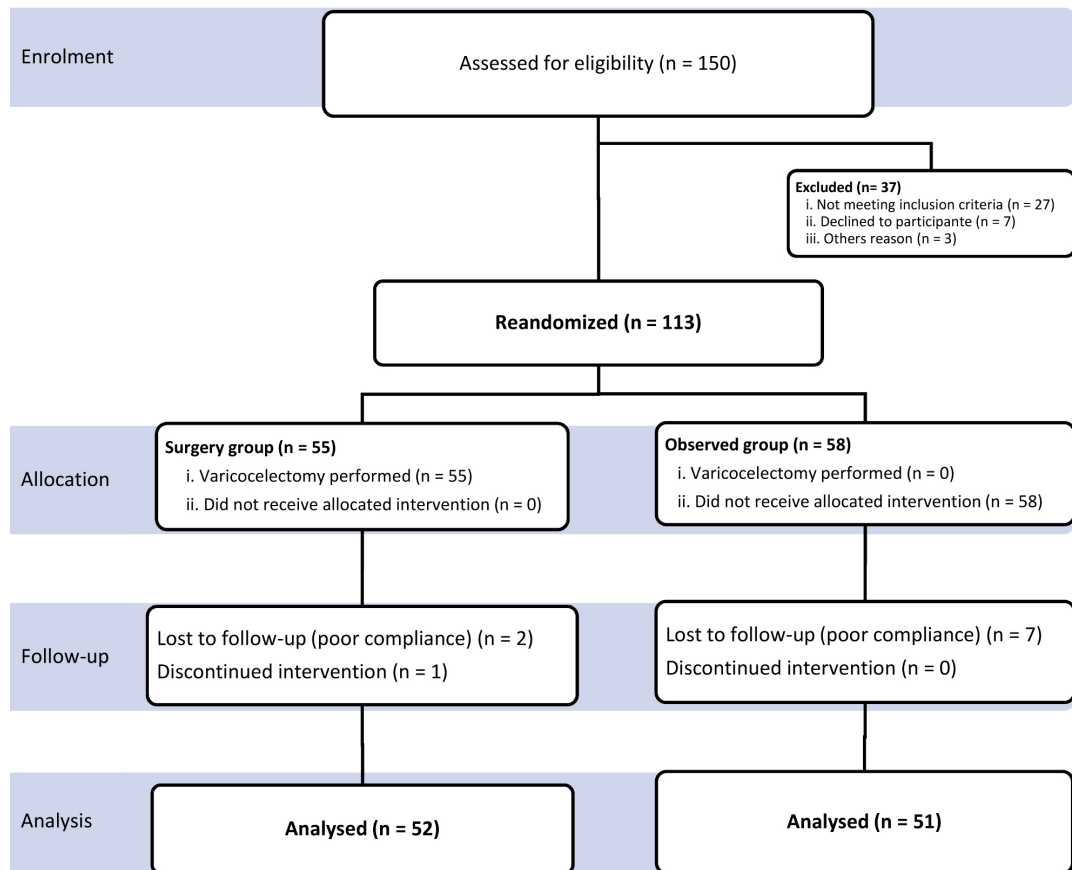 Enrolment
Assessed for eligibility (n = 150)
Excluded (n= 37)
i. Not meeting inclusion criteria (n = 27)
ii. Declined to participante (n = 7)
iii. Others reason (n = 3)
Reandomized (n = 113)
Allocation
Surgery group (n = 55)
i. Varicocelectomy performed (n = 55)
ii. Did not receive allocated intervention (n = 0)
Observed group (n = 58)
i. Varicocelectomy performed (n = 0)
ii. Did not receive allocated intervention (n = 58)
Follow-up
Lost to follow-up (poor compliance) (n = 2)
Discontinued intervention (n = 1)
Lost to follow-up (poor compliance) (n = 7)
Discontinued intervention (n = 0)
Analysis
Analysed (n = 52)
Analysed (n = 51)